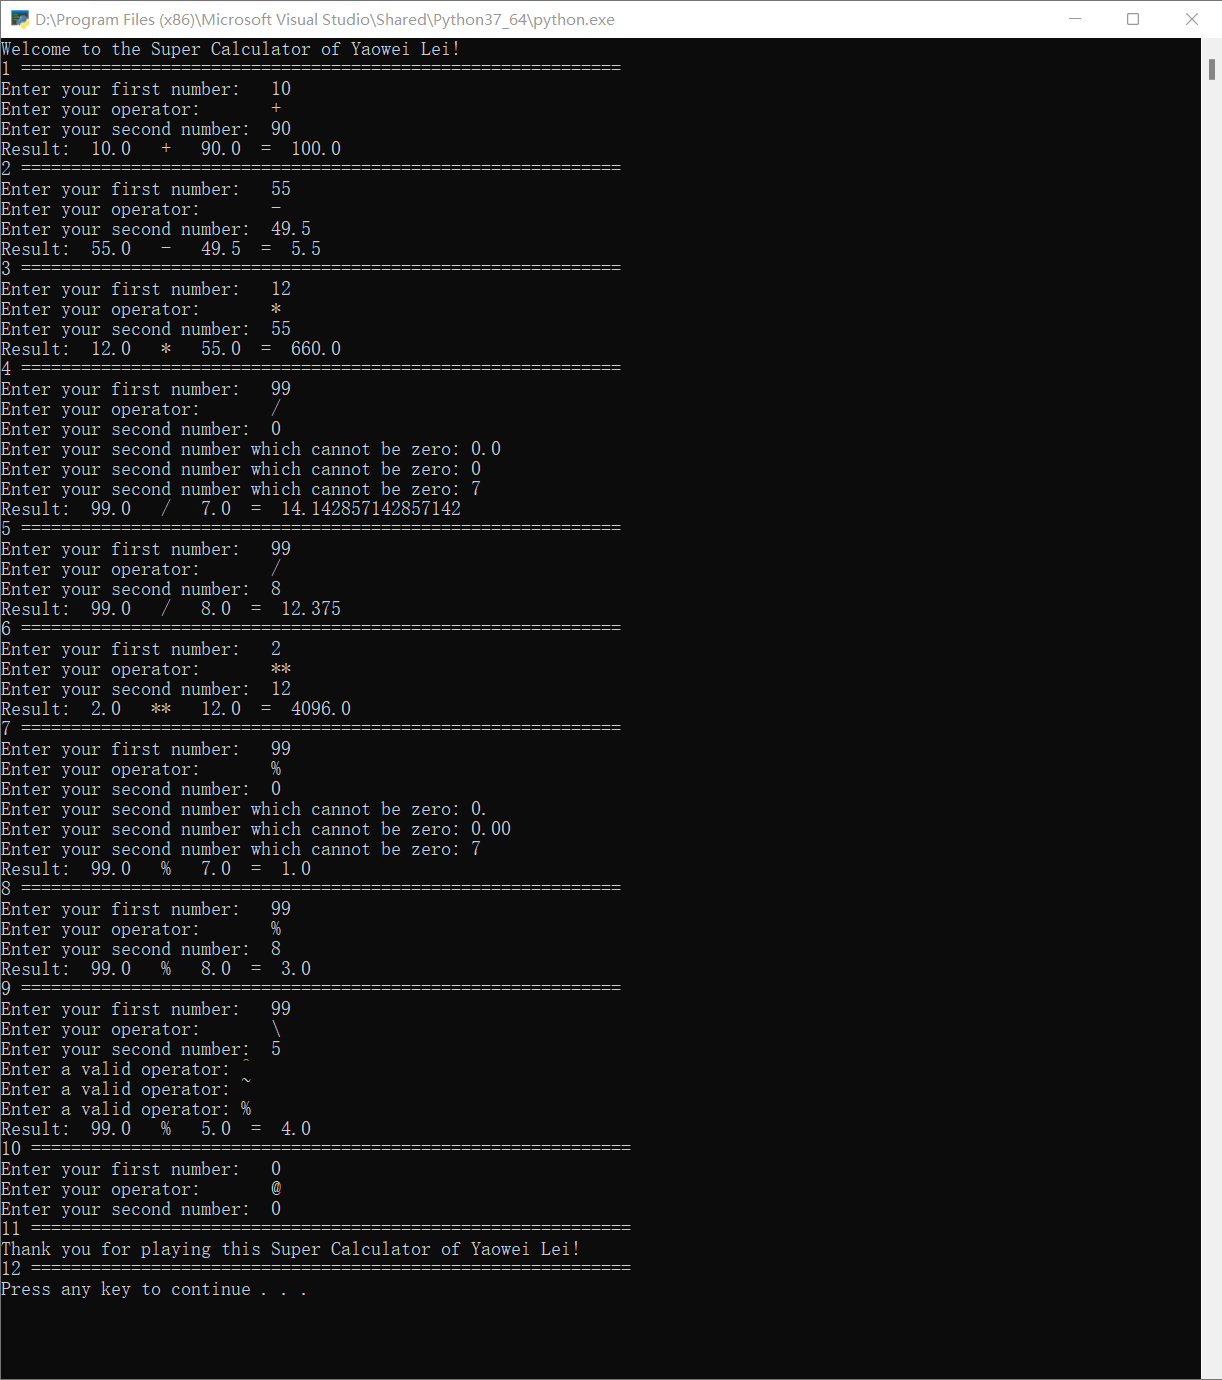 D:\Program Files (x86)\Microsoft Visual Studio\Shared\Python37_64\python.exe
Welcome to the Super Calculator of Yaowei Lei!
1 ============================================================
Enter your first number:   10
Enter your operator:       +
Enter your second number:  90
Result:  10.0   +   90.0  =  100.0
2 ============================================================
Enter your first number:   55
Enter your operator:       -
Enter your second number:  49.5
Result:  55.0   -   49.5  =  5.5
3 ============================================================
Enter your first number:   12
Enter your operator:       *
Enter your second number:  55
Result:  12.0   *   55.0  =  660.0
4 ============================================================
Enter your first number:   99
Enter your operator:       /
Enter your second number:  0
Enter your second number which cannot be zero: 0.0
Enter your second number which cannot be zero: 0
Enter your second number which cannot be zero: 7
Result:  99.0   /   7.0  =  14.142857142857142
5 ============================================================
Enter your first number:   99
Enter your operator:       /
Enter your second number:  8
Result:  99.0   /   8.0  =  12.375
6 ============================================================
Enter your first number:   2
Enter your operator:       **
Enter your second number:  12
Result:  2.0   **   12.0  =  4096.0
7 ============================================================
Enter your first number:   99
Enter your operator:       %
Enter your second number:  0
Enter your second number which cannot be zero: 0.
Enter your second number which cannot be zero: 0.00
Enter your second number which cannot be zero: 7
Result:  99.0   %   7.0  =  1.0
8 ============================================================
Enter your first number:   99
Enter your operator:       %
Enter your second number:  8
Result:  99.0   %   8.0  =  3.0
9 ============================================================
Enter your first number:   99
Enter your operator:       \
Enter your second number:  5
Enter a valid operator: ^
Enter a valid operator: ~
Enter a valid operator: %
Result:  99.0   %   5.0  =  4.0
10 ============================================================
Enter your first number:   0
Enter your operator:       @
Enter your second number:  0
11 ============================================================
Thank you for playing this Super Calculator of Yaowei Lei!
12 ============================================================
Press any key to continue . . .